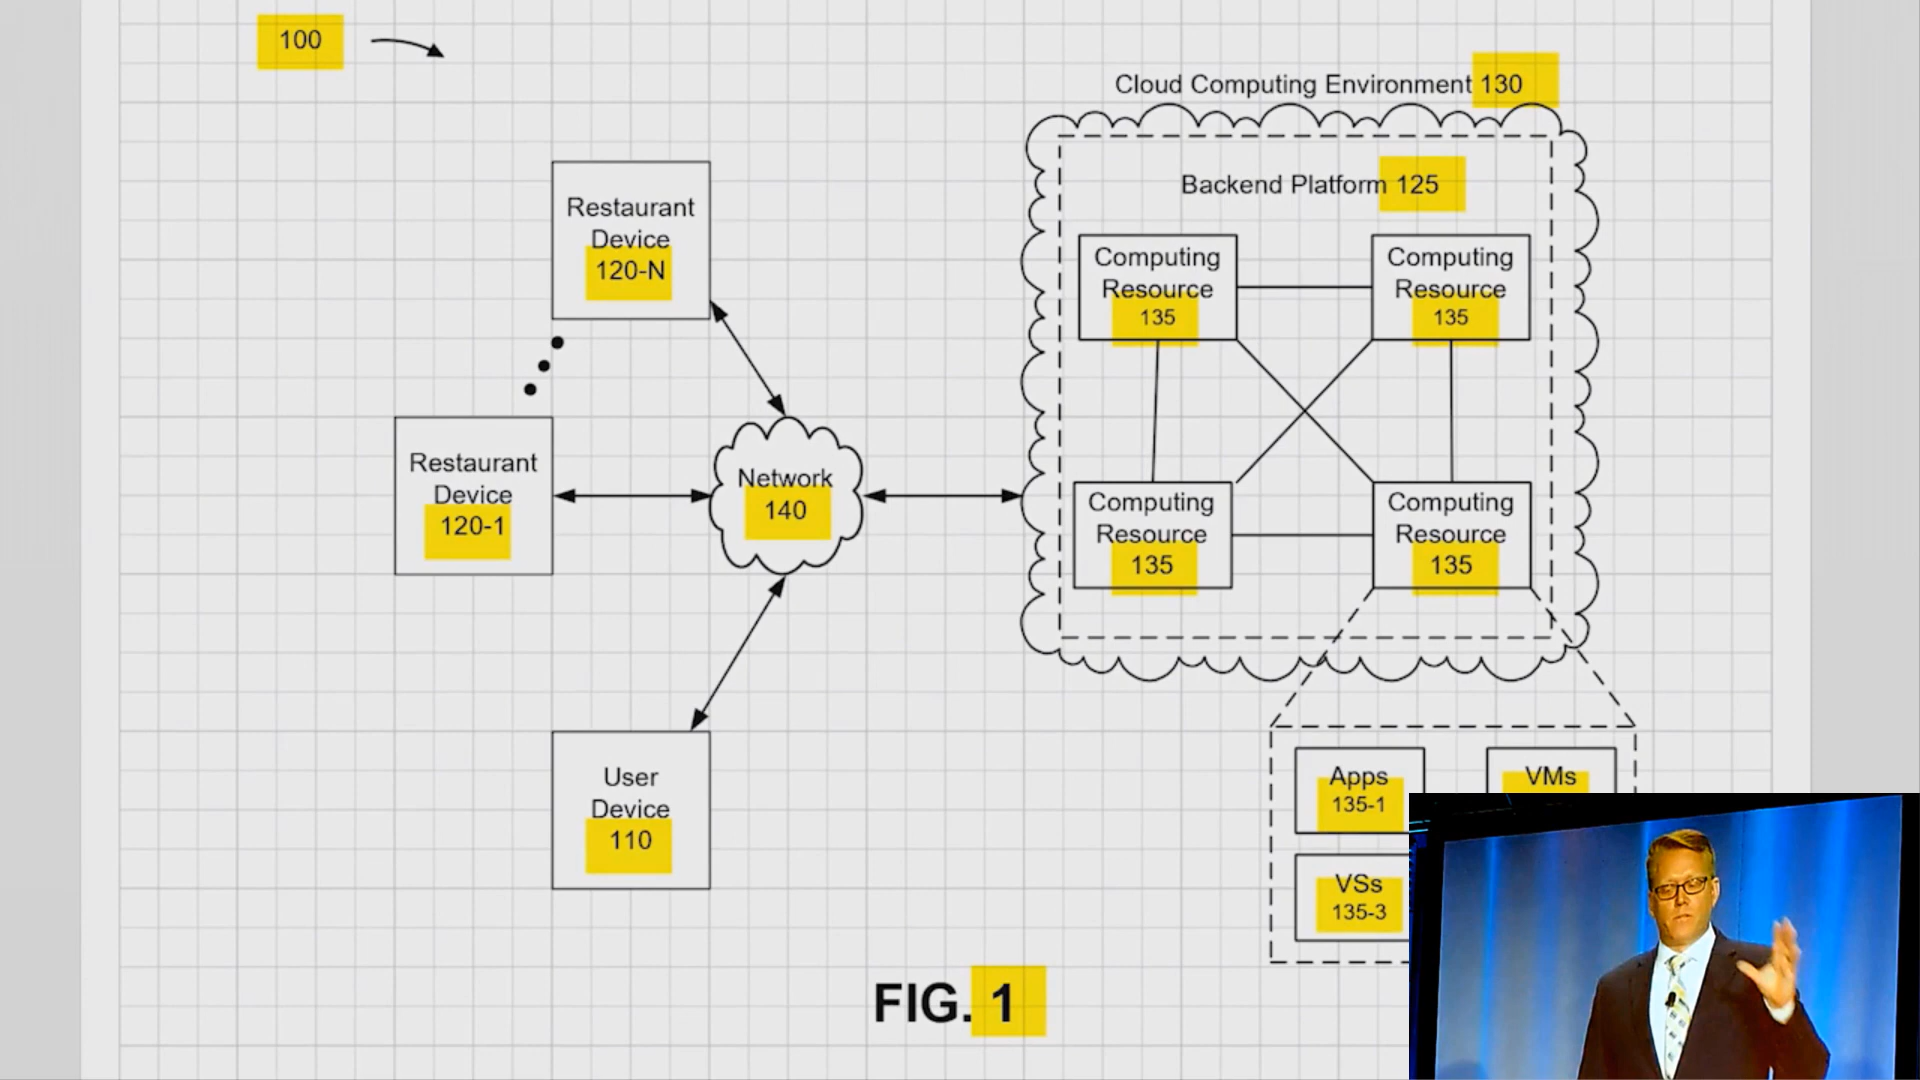 100
Cloud Computing Environment 130
Backend Platform 125
Restaurant
Device
120-N
Computing
Resource
135
Computing
Resource
135
Restaurant
Device
120-1
Network
140
Computing
Resource
135
Computing
Resource
135
User
Device
110
Apps
135-1
VMs
VSs
135-3
FIG. 1